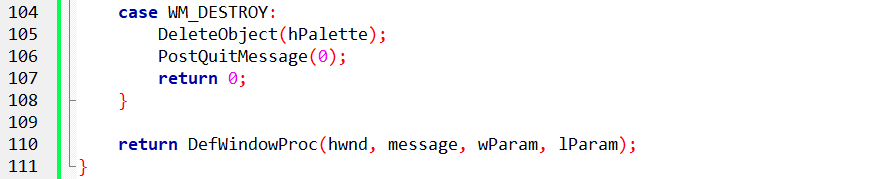 104 case WM_DESTROY:
105 DeleteObject(hPalette);
106 PostQuitMessage(0);
107 return 0;
108 }
109
110 return DefWindowProc(hwnd, message, wParam, lParam);
111 }